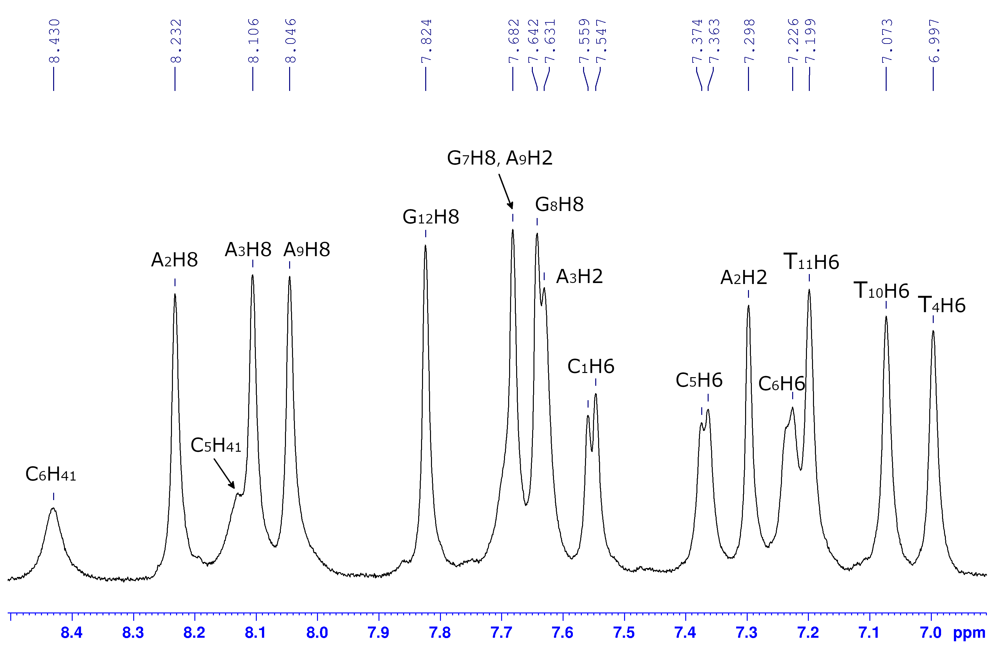 8.430
8.232
8.106
8.046
7.824
7.682
7.642
7.631
7.559
7.547
7.374
7.363
7.298
7.226
7.199
7.073
6.997
G7H8, A9H2
G8H8
G12H8
A3H8
A9H8
A2H8
T11H6
A3H2
A2H2
T10H6
T4H6
C1H6
C5H6
C6H6
C5H41
C6H41
8.4 8.3 8.2 8.1 8.0 7.9 7.8 7.7 7.6 7.5 7.4 7.3 7.2 7.1 7.0 ppm